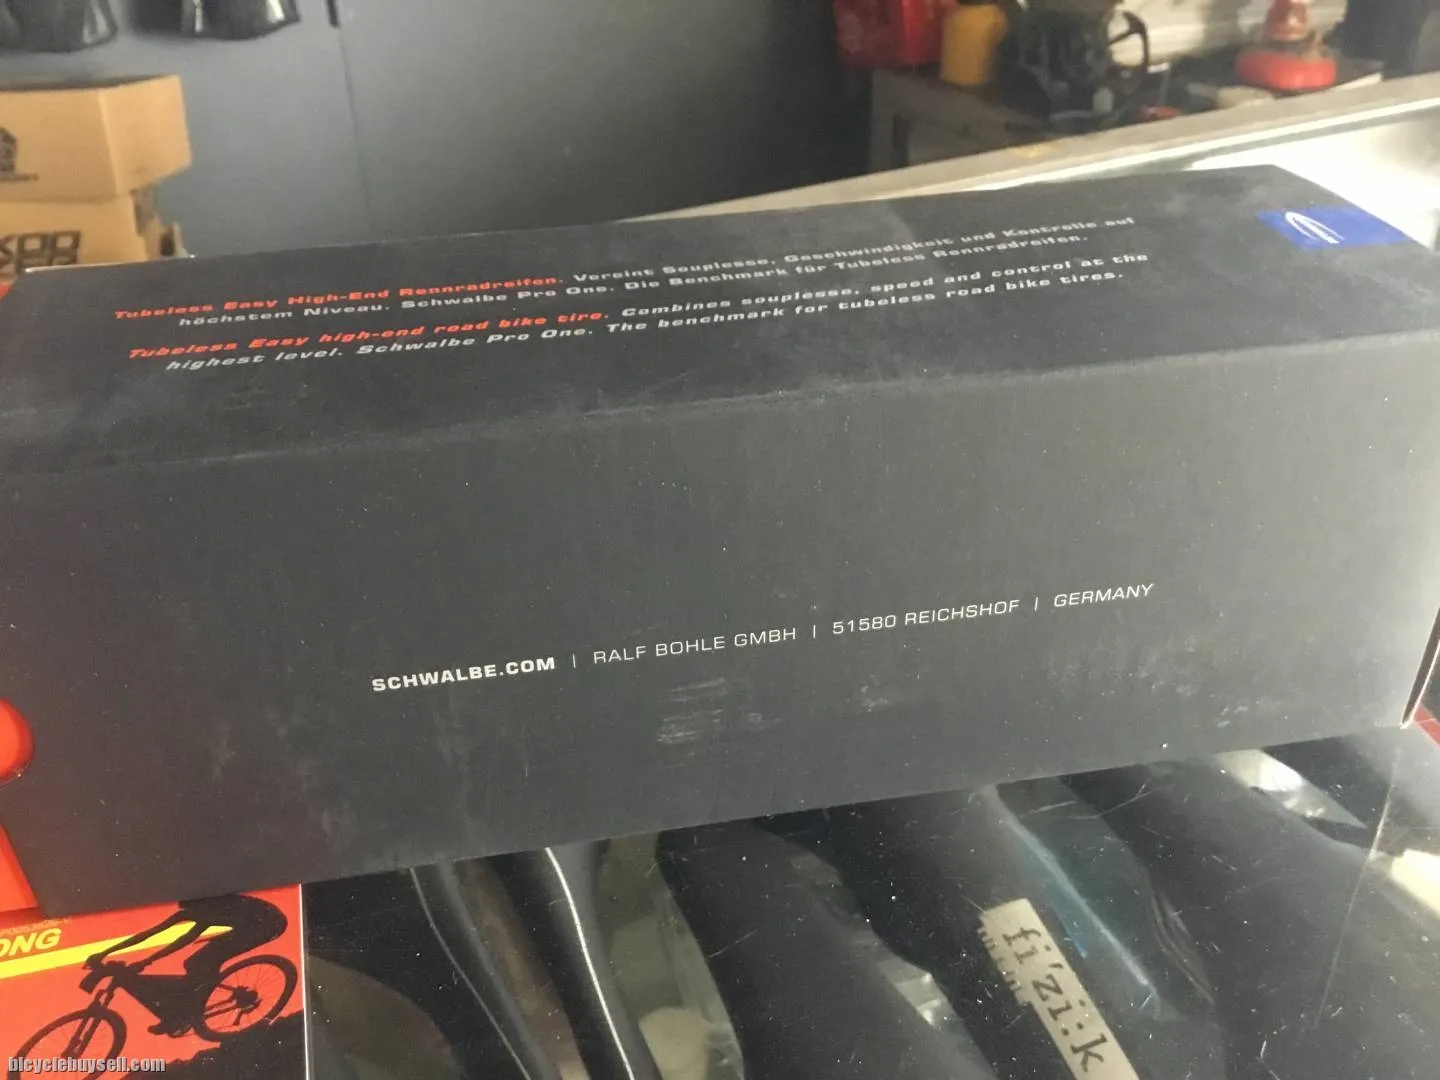 Tubeless Easy High-End Rennradreifen. Vereint Souplesse, Geschwindigkeit und Kontrolle auf
höchstem Niveau. Schwalbe Pro One. Die Benchmark für Tubeless Rennradreifen.
Tubeless Easy high-end road bike tire. Combines souplesse, speed and control at the
highest level. Schwalbe Pro One. The benchmark for tubeless road bike tires.
SCHWALBE.COM | RALF BOHLE GMBH | 51580 REICHSHOF | GERMANY
fi'zi:k
bicyclebuysell.com